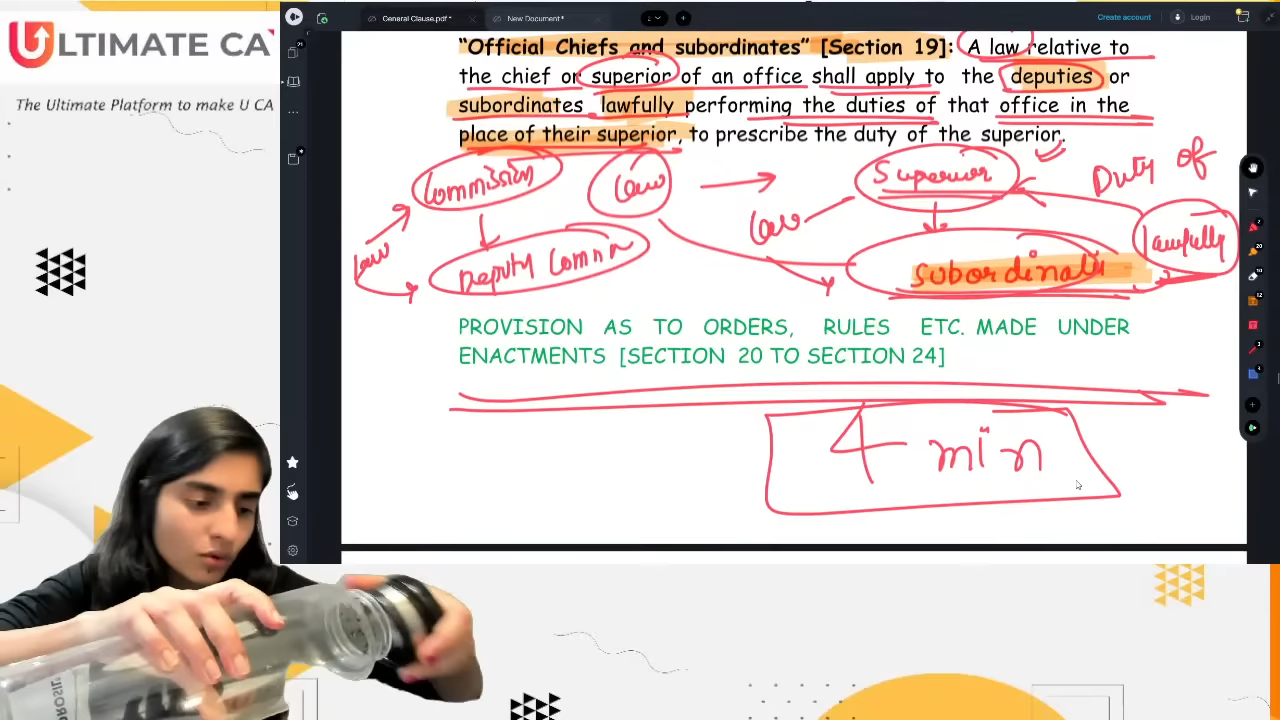 ULTIMATE CA
The Ultimate Platform to make U CA
General Clause.pdf*
New Document*
2
Create account
Login
"Official Chiefs and subordinates" [Section 19]: A law relative to
the chief or superior of an office shall apply to the deputies or
subordinates lawfully performing the duties of that office in the
place of their superior, to prescribe the duty of the superior.
Commission
law
Superior
Duty of
law
law
lawfully
Deputy Commn
subordinate
PROVISION AS TO ORDERS, RULES ETC. MADE UNDER
ENACTMENTS [SECTION 20 TO SECTION 24]
4 min
BOROSIL